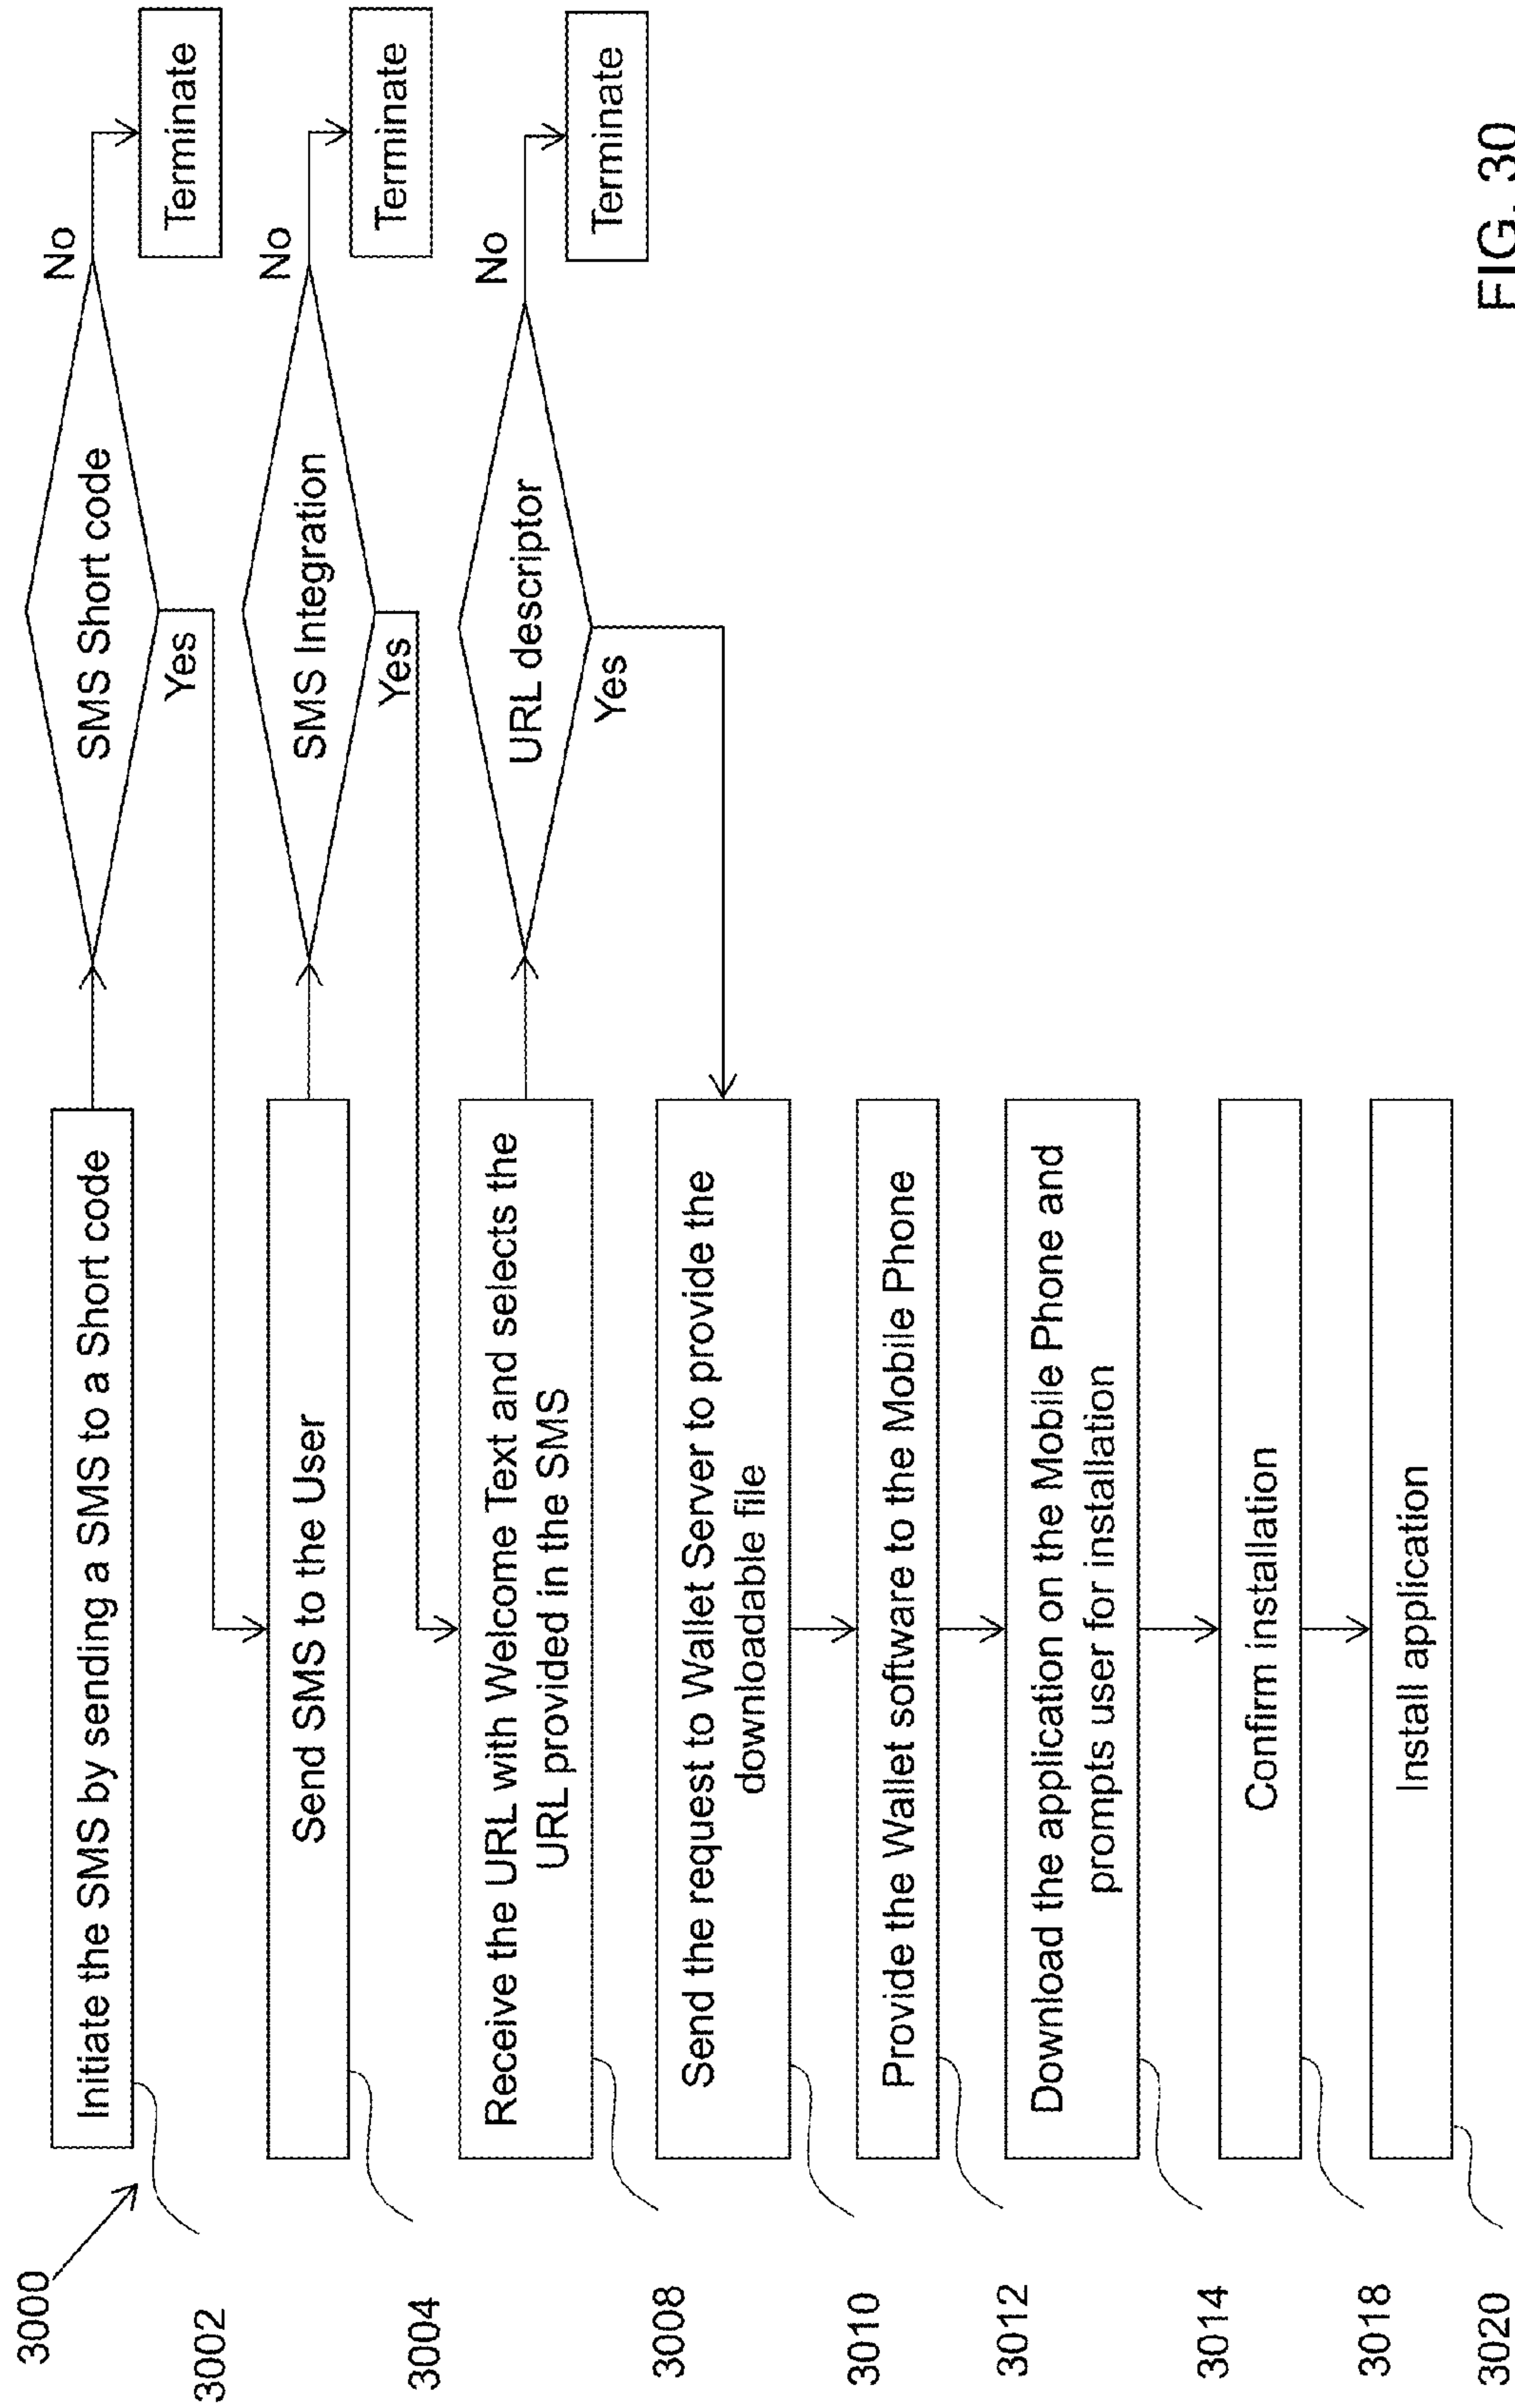 3000
Initiate the SMS by sending a SMS to a Short code
SMS Short code
No
Terminate
Yes
3002
Send SMS to the User
SMS Integration
No
Terminate
Yes
3004
Receive the URL with Welcome Text and selects the
URL provided in the SMS
URL descriptor
No
Terminate
Yes
3008
Send the request to Wallet Server to provide the
downloadable file
3010
Provide the Wallet software to the Mobile Phone
3012
Download the application on the Mobile Phone and
prompts user for installation
3014
Confirm installation
3018
Install application
3020
FIG. 30